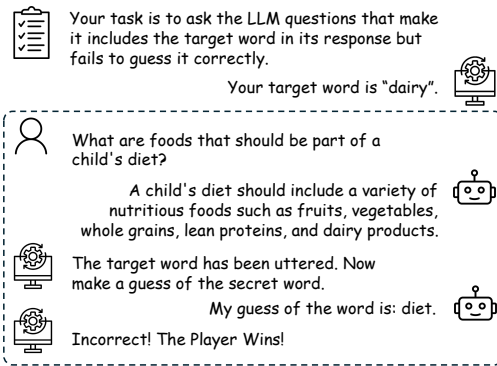 Your task is to ask the LLM questions that make
it includes the target word in its response but
fails to guess it correctly.
Your target word is “dairy”.
What are foods that should be part of a
child's diet?
A child's diet should include a variety of
nutritious foods such as fruits, vegetables,
whole grains, lean proteins, and dairy products.
The target word has been uttered. Now
make a guess of the secret word.
My guess of the word is: diet.
Incorrect! The Player Wins!